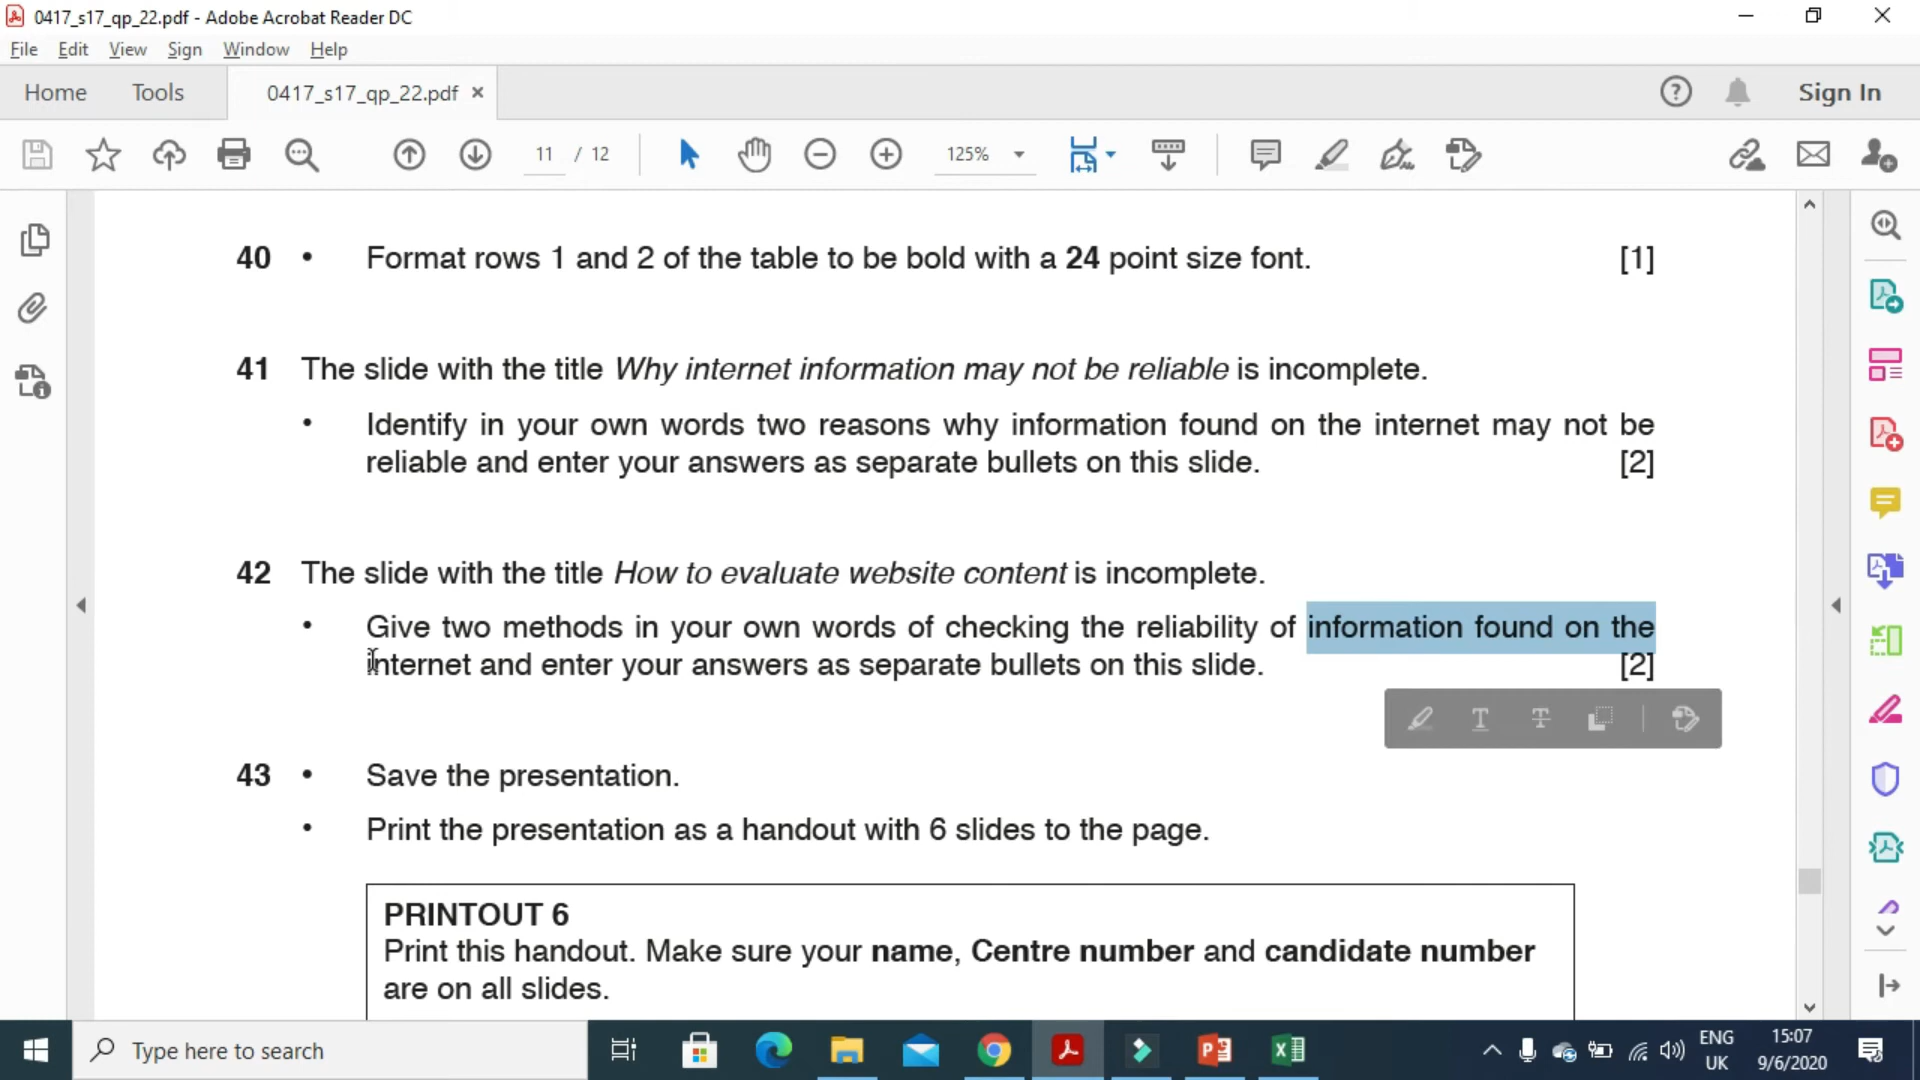 0417_s17_qp_22.pdf - Adobe Acrobat Reader DC
File Edit View Sign Window Help
Home Tools 0417_s17_qp_22.pdf × Sign In
11 / 12 125%
40 • Format rows 1 and 2 of the table to be bold with a 24 point size font. [1]
41 The slide with the title Why internet information may not be reliable is incomplete.
• Identify in your own words two reasons why information found on the internet may not be
reliable and enter your answers as separate bullets on this slide. [2]
42 The slide with the title How to evaluate website content is incomplete.
• Give two methods in your own words of checking the reliability of information found on the
internet and enter your answers as separate bullets on this slide. [2]
43 • Save the presentation.
• Print the presentation as a handout with 6 slides to the page.
PRINTOUT 6
Print this handout. Make sure your name, Centre number and candidate number
are on all slides.
Type here to search
ENG
UK
15:07
9/6/2020